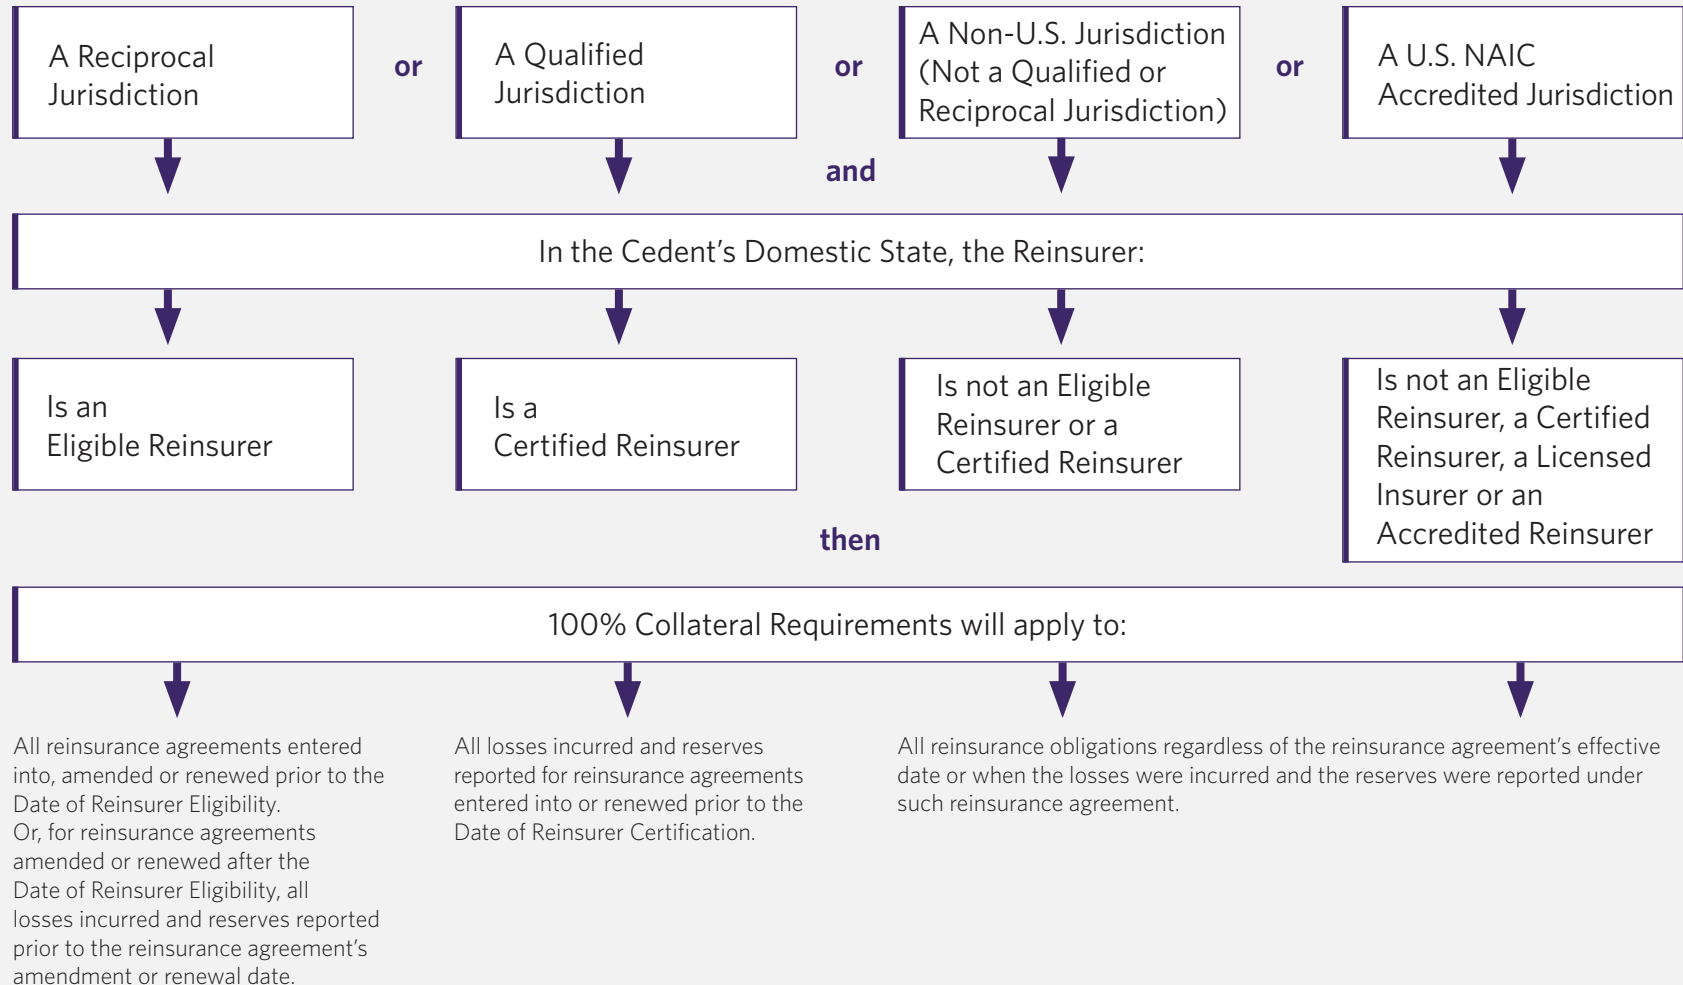 A Reciprocal
Jurisdiction
or
A Qualified
Jurisdiction
or
A Non-U.S. Jurisdiction
(Not a Qualified or
Reciprocal Jurisdiction)
or
A U.S. NAIC
Accredited Jurisdiction
and
In the Cedent’s Domestic State, the Reinsurer:
Is an
Eligible Reinsurer
Is a
Certified Reinsurer
Is not an Eligible
Reinsurer or a
Certified Reinsurer
Is not an Eligible
Reinsurer, a Certified
Reinsurer, a Licensed
Insurer or an
Accredited Reinsurer
then
100% Collateral Requirements will apply to:
All reinsurance agreements entered
into, amended or renewed prior to the
Date of Reinsurer Eligibility.
Or, for reinsurance agreements
amended or renewed after the
Date of Reinsurer Eligibility, all
losses incurred and reserves reported
prior to the reinsurance agreement’s
amendment or renewal date.
All losses incurred and reserves
reported for reinsurance agreements
entered into or renewed prior to the
Date of Reinsurer Certification.
All reinsurance obligations regardless of the reinsurance agreement’s effective
date or when the losses were incurred and the reserves were reported under
such reinsurance agreement.